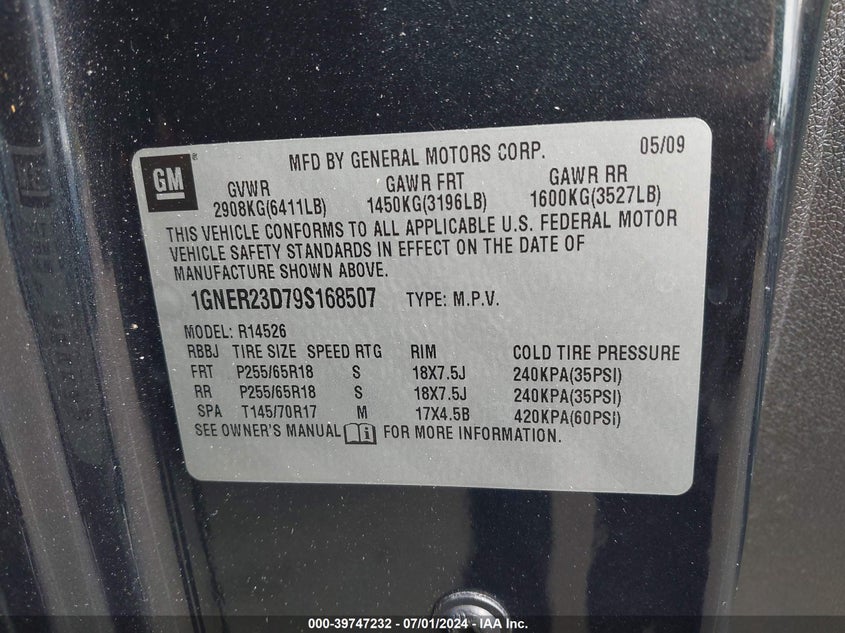 GM
MFD BY GENERAL MOTORS CORP. 05/09
GVWR GAWR FRT GAWR RR
2908KG(6411LB) 1450KG(3196LB) 1600KG(3527LB)
THIS VEHICLE CONFORMS TO ALL APPLICABLE U.S. FEDERAL MOTOR
VEHICLE SAFETY STANDARDS IN EFFECT ON THE DATE OF
MANUFACTURE SHOWN ABOVE.
1GNER23D79S168507 TYPE: M.P.V.
MODEL: R14526
RBBJ TIRE SIZE SPEED RTG RIM COLD TIRE PRESSURE
FRT P255/65R18 S 18X7.5J 240KPA(35PSI)
RR P255/65R18 S 18X7.5J 240KPA(35PSI)
SPA T145/70R17 M 17X4.5B 420KPA(60PSI)
SEE OWNER'S MANUAL i FOR MORE INFORMATION.
000-39747232 - 07/01/2024 - IAA Inc.